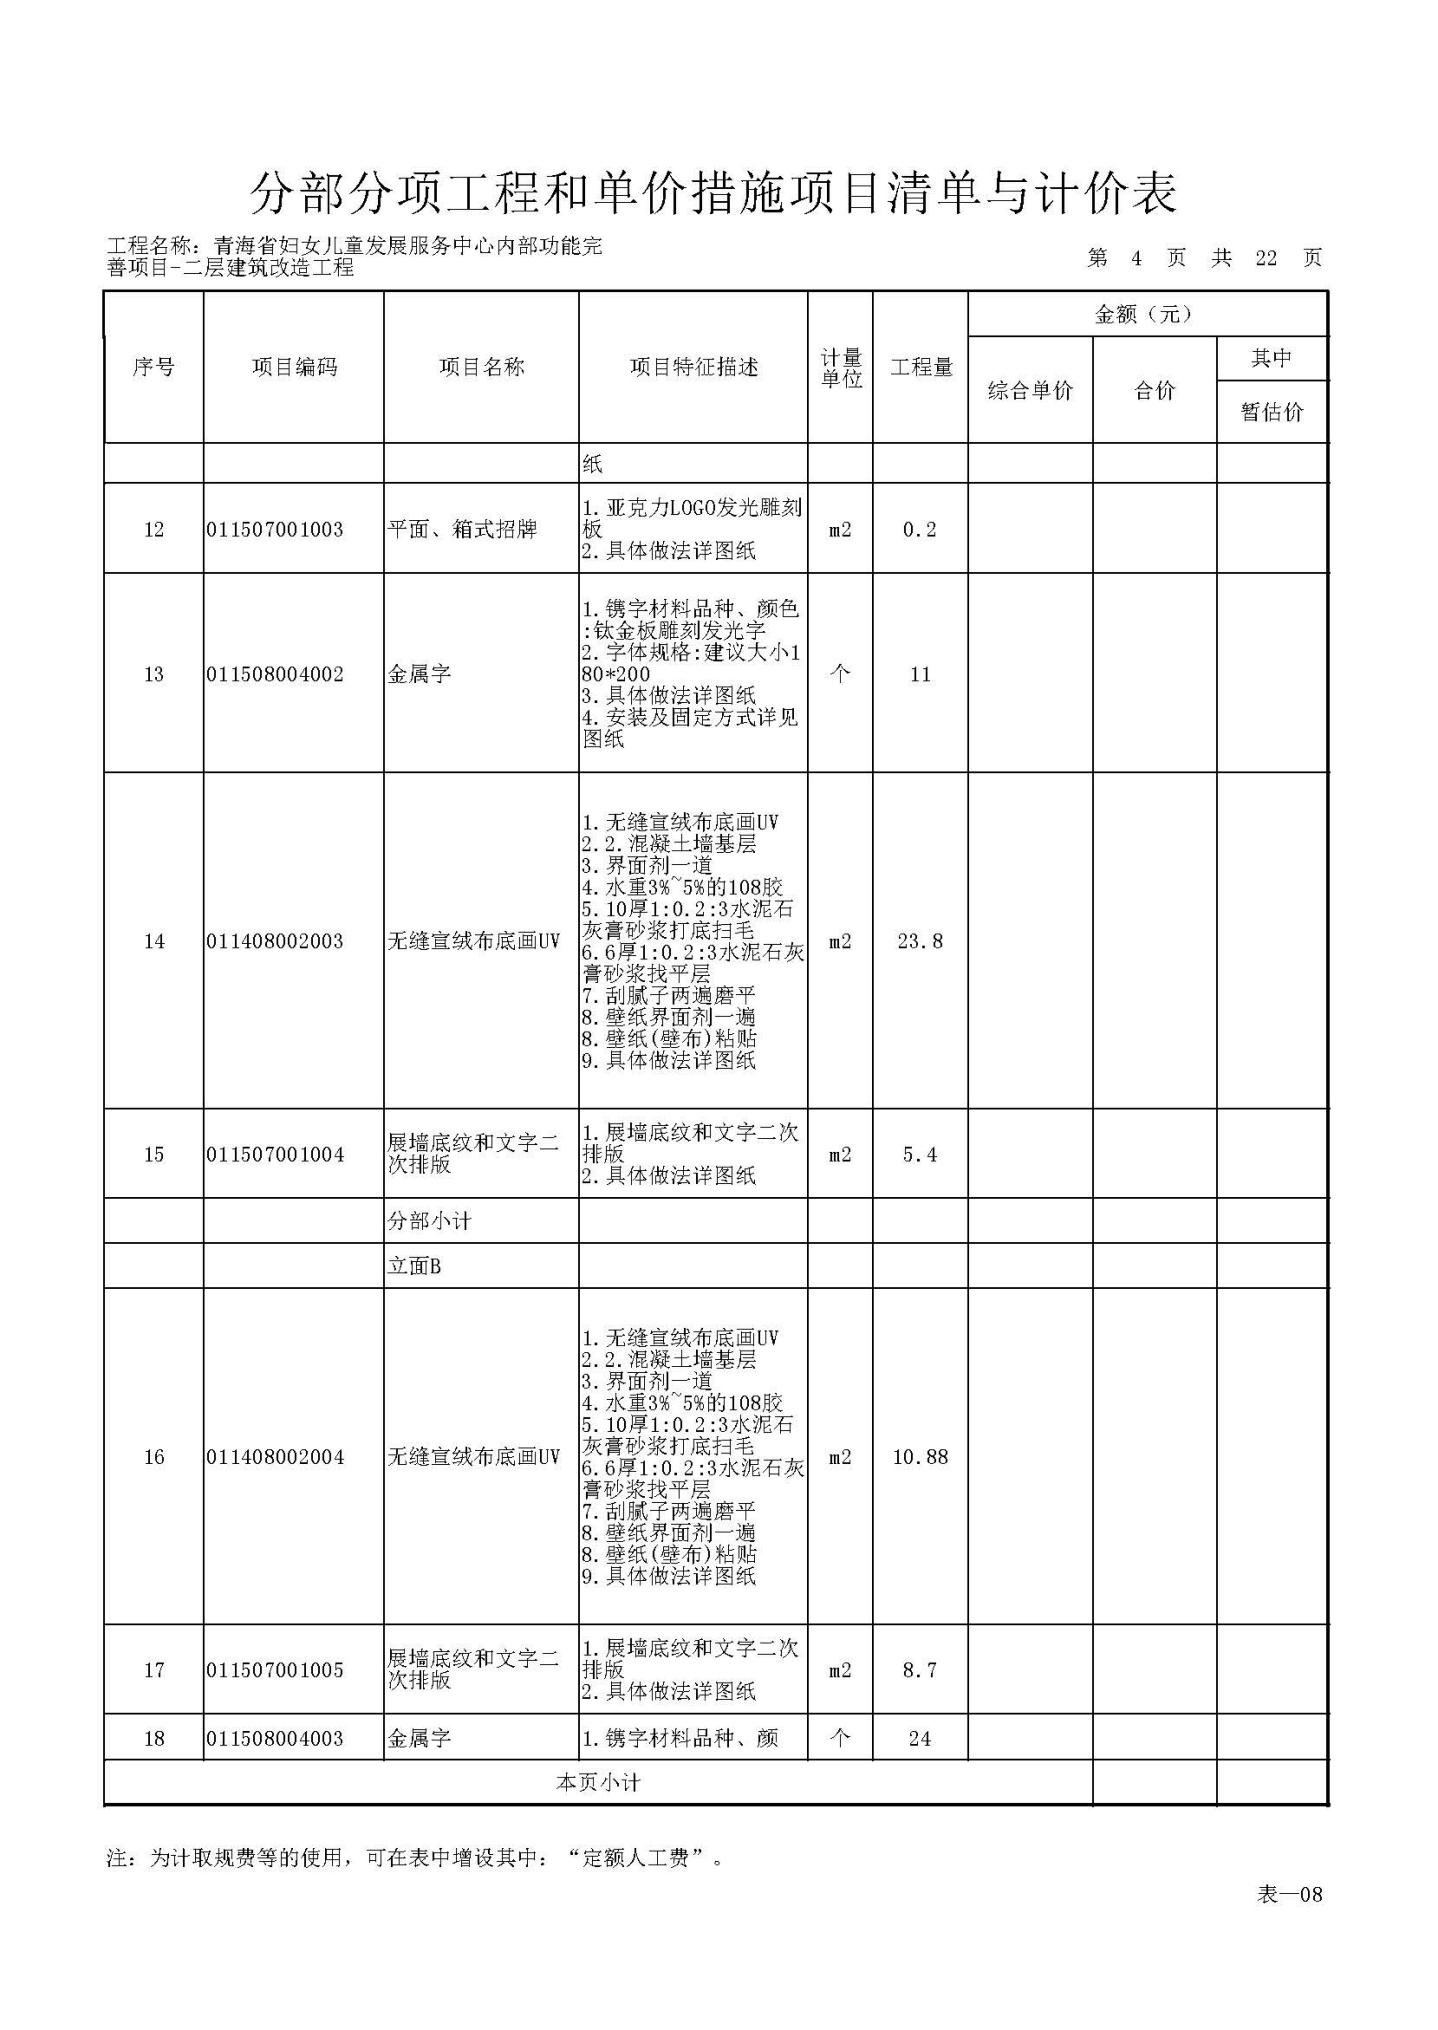 分部分项工程和单价措施项目清单与计价表
工程名称：青海省妇女儿童发展服务中心内部功能完
善项目-二层建筑改造工程
第 4 页 共 22 页
序号 项目编码 项目名称 项目特征描述 计量单位 工程量 金额（元）
综合单价 合价 其中
暂估价
纸
12 011507001003 平面、箱式招牌 m2 0.2
1.亚克力LOGO发光雕刻
板
2.具体做法详图纸
13 011508004002 金属字 个 11
1.镌字材料品种、颜色
:钛金板雕刻发光字
2.字体规格:建议大小1
80*200
3.具体做法详图纸
4.安装及固定方式详见
图纸
14 011408002003 无缝宣绒布底画UV m2 23.8
1.无缝宣绒布底画UV
2.2.混凝土墙基层
3.界面剂一道
4.水重3%~5%的108胶
5.10厚1:0.2:3水泥石
灰膏砂浆打底扫毛
6.6厚1:0.2:3水泥石灰
膏砂浆找平层
7.刮腻子两遍磨平
8.壁纸界面剂一遍
8.壁纸(壁布)粘贴
9.具体做法详图纸
15 011507001004 展墙底纹和文字二
次排版 m2 5.4
1.展墙底纹和文字二次
排版
2.具体做法详图纸
分部小计
立面B
16 011408002004 无缝宣绒布底画UV m2 10.88
1.无缝宣绒布底画UV
2.2.混凝土墙基层
3.界面剂一道
4.水重3%~5%的108胶
5.10厚1:0.2:3水泥石
灰膏砂浆打底扫毛
6.6厚1:0.2:3水泥石灰
膏砂浆找平层
7.刮腻子两遍磨平
8.壁纸界面剂一遍
8.壁纸(壁布)粘贴
9.具体做法详图纸
17 011507001005 展墙底纹和文字二
次排版 m2 8.7
1.展墙底纹和文字二次
排版
2.具体做法详图纸
18 011508004003 金属字 1.镌字材料品种、颜 个 24
本页小计
注：为计取规费等的使用，可在表中增设其中：“定额人工费”。
表—08